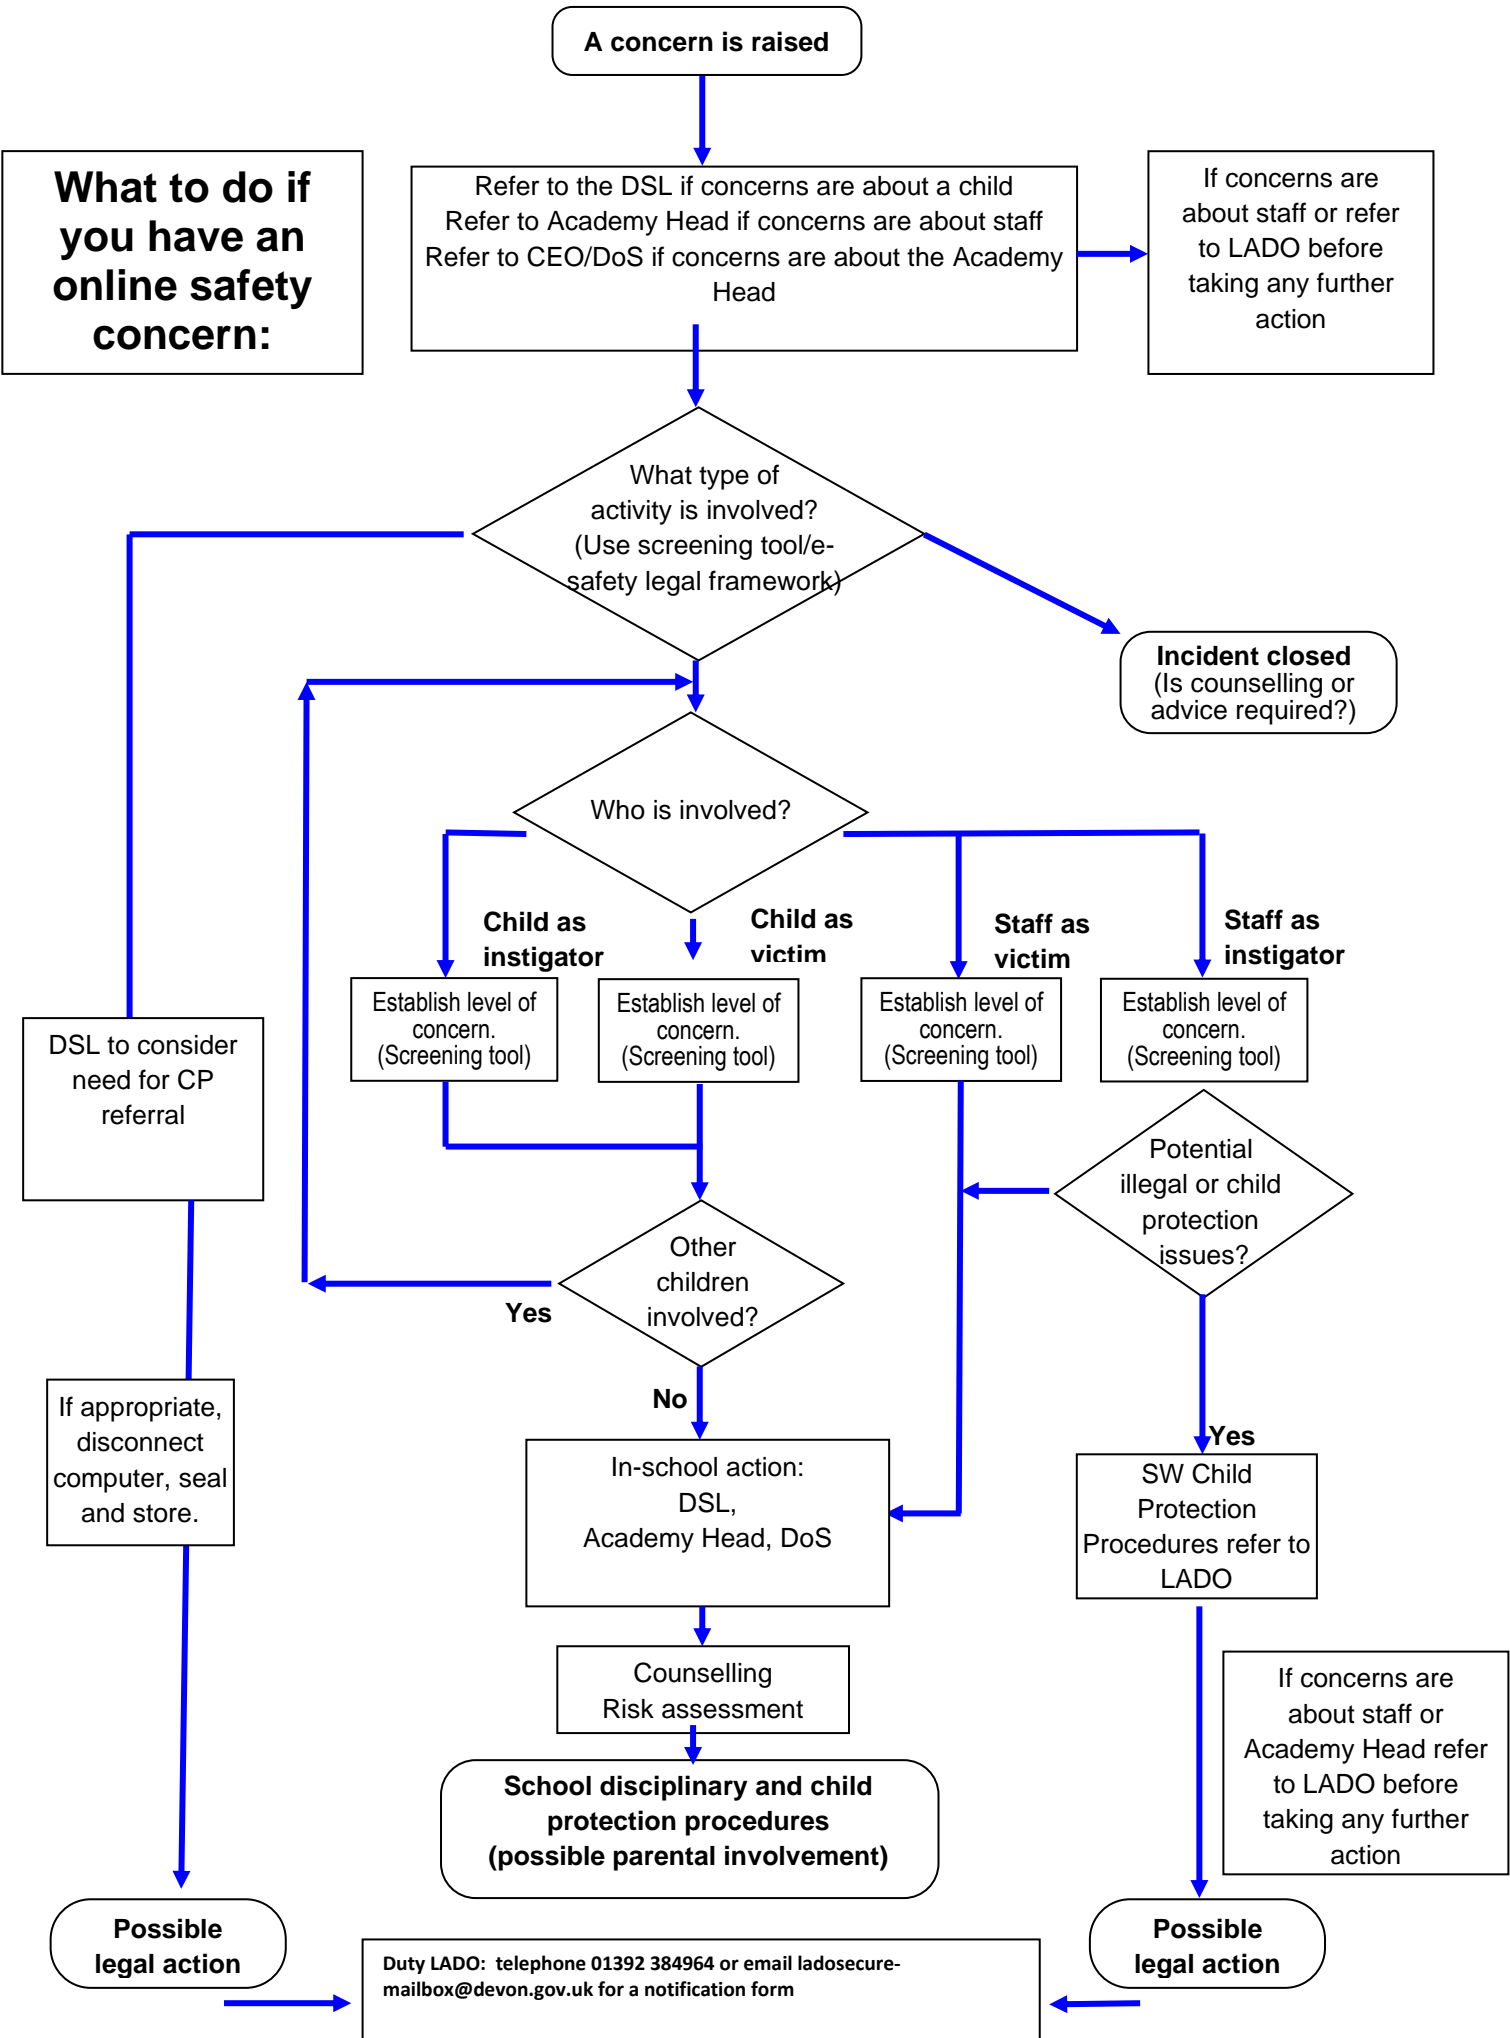 A concern is raised
What to do if
you have an
online safety
concern:
Refer to the DSL if concerns are about a child
Refer to Academy Head if concerns are about staff
Refer to CEO/DoS if concerns are about the Academy
Head
If concerns are
about staff or refer
to LADO before
taking any further
action
What type of
activity is involved?
(Use screening tool/e-
safety legal framework)
Incident closed
(Is counselling or
advice required?)
Who is involved?
Child as
instigator
Child as
victim
Staff as
victim
Staff as
instigator
Establish level of
concern.
(Screening tool)
Establish level of
concern.
(Screening tool)
Establish level of
concern.
(Screening tool)
Establish level of
concern.
(Screening tool)
DSL to consider
need for CP
referral
Potential
illegal or child
protection
issues?
Other
children
involved?
Yes
No
If appropriate,
disconnect
computer, seal
and store.
In-school action:
DSL,
Academy Head, DoS
Yes
SW Child
Protection
Procedures refer to
LADO
Counselling
Risk assessment
If concerns are
about staff or
Academy Head refer
to LADO before
taking any further
action
School disciplinary and child
protection procedures
(possible parental involvement)
Possible
legal action
Possible
legal action
Duty LADO: telephone 01392 384964 or email ladosecure-
mailbox@devon.gov.uk for a notification form